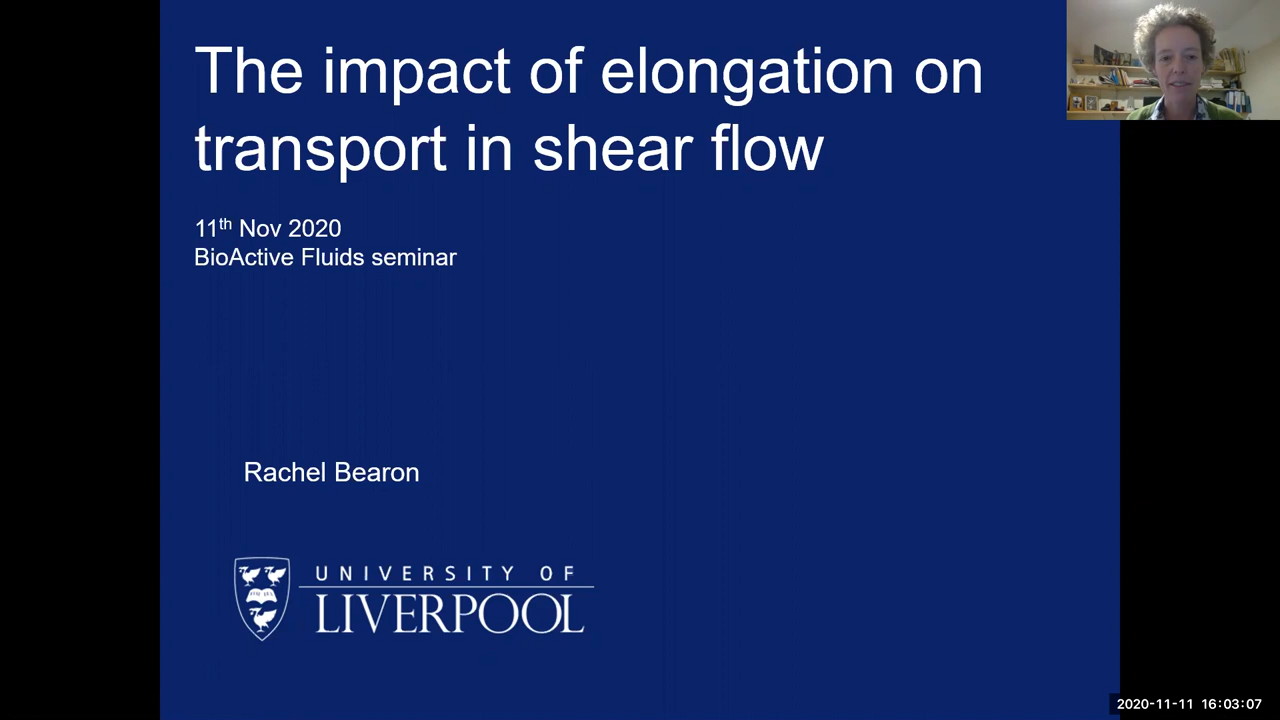 The impact of elongation on
transport in shear flow
11th Nov 2020
BioActive Fluids seminar
Rachel Bearon
UNIVERSITY OF
LIVERPOOL
2020-11-11 16:03:07